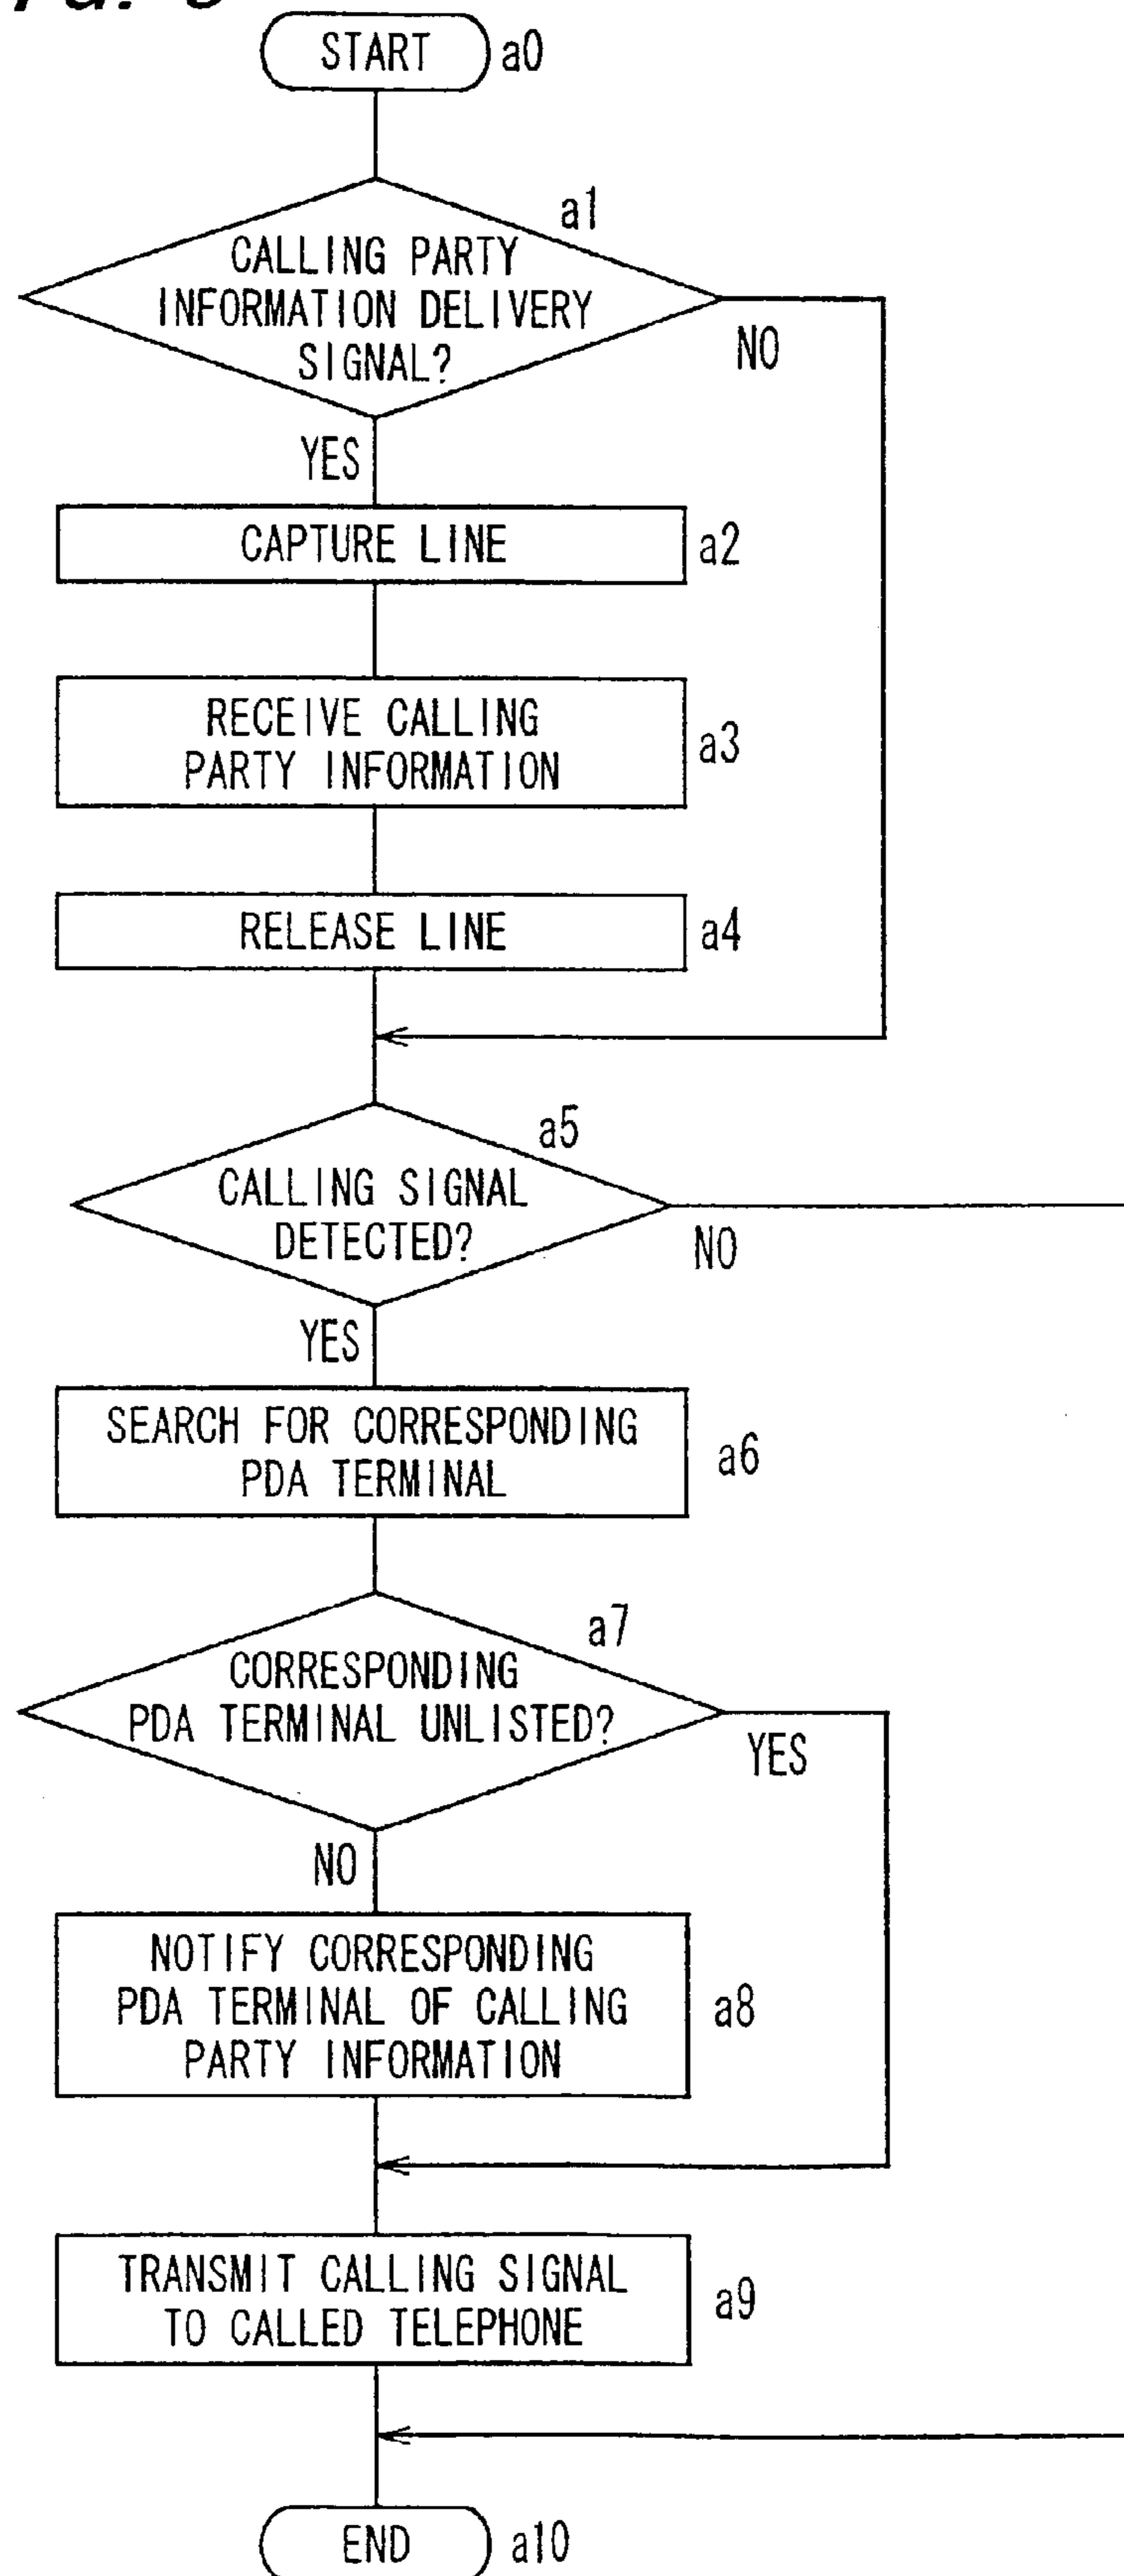 START a0
a1
CALLING PARTY
INFORMATION DELIVERY
SIGNAL?
NO
YES
CAPTURE LINE a2
RECEIVE CALLING
PARTY INFORMATION
a3
RELEASE LINE a4
a5
CALLING SIGNAL
DETECTED?
NO
YES
SEARCH FOR CORRESPONDING
PDA TERMINAL
a6
a7
CORRESPONDING
PDA TERMINAL UNLISTED?
YES
NO
NOTIFY CORRESPONDING
PDA TERMINAL OF CALLING
PARTY INFORMATION
a8
TRANSMIT CALLING SIGNAL
TO CALLED TELEPHONE
a9
END a10